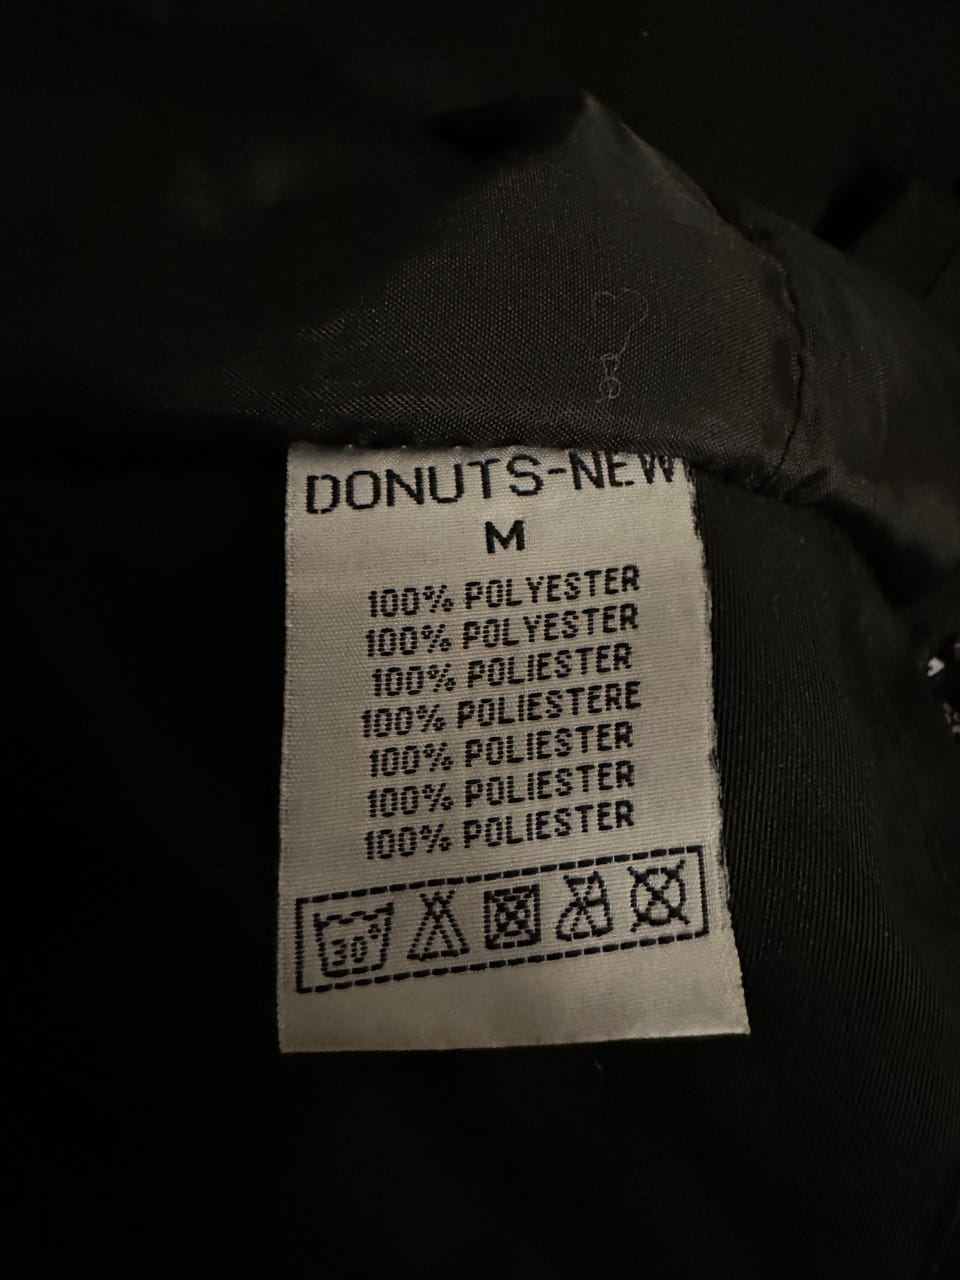 DONUTS-NEW
M
100% POLYESTER
100% POLYESTER
100% POLIESTER
100% POLIESTERE
100% POLIESTER
100% POLIESTER
100% POLIESTER
30°